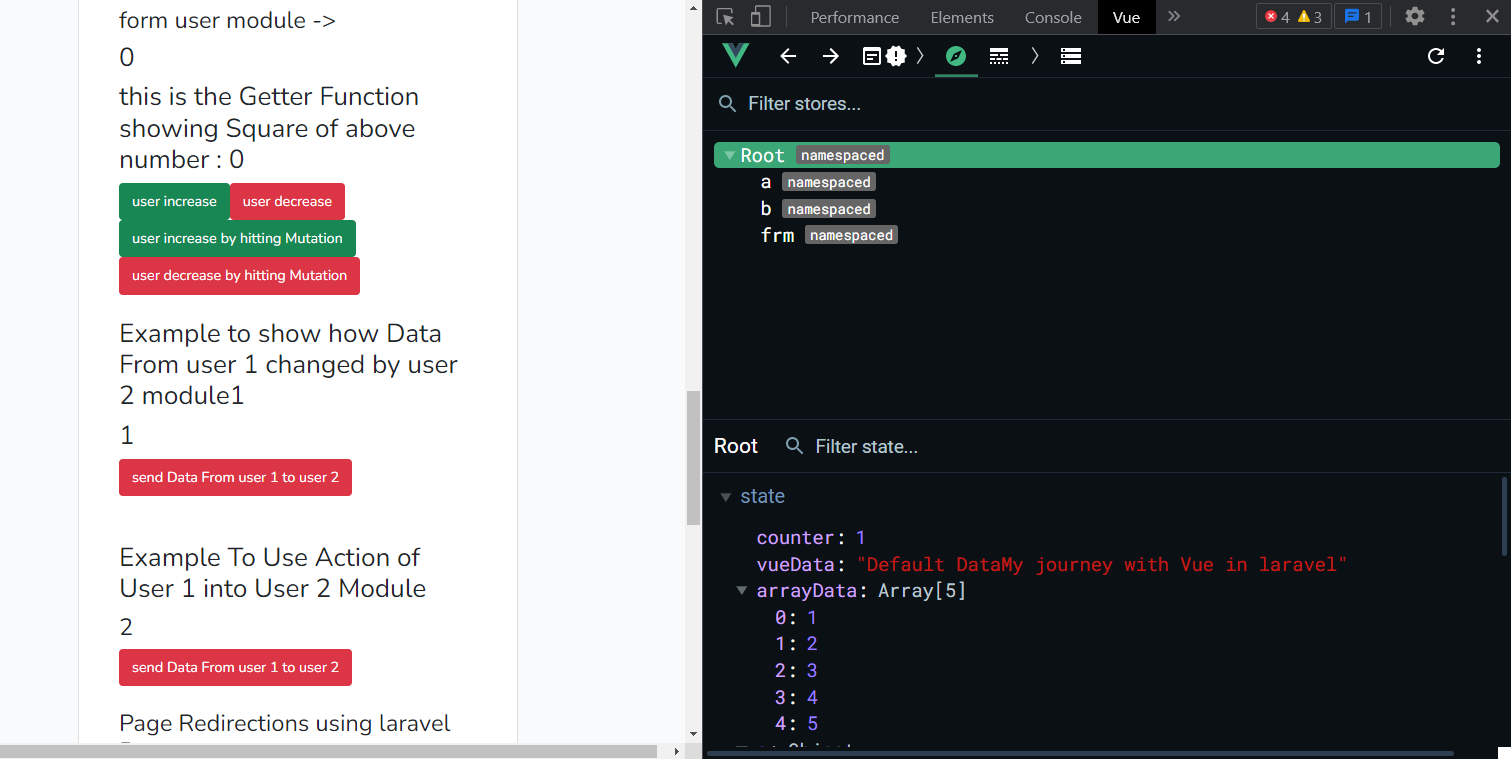 form user module ->
0
this is the Getter Function
showing Square of above
number : 0
user increase
user decrease
user increase by hitting Mutation
user decrease by hitting Mutation
Example to show how Data
From user 1 changed by user
2 module1
1
send Data From user 1 to user 2
Example To Use Action of
User 1 into User 2 Module
2
send Data From user 1 to user 2
Page Redirections using laravel
Performance
Elements
Console
Vue
4
3
1
Filter stores...
Root namespaced
a namespaced
b namespaced
frm namespaced
Root
Filter state...
state
counter: 1
vueData: "Default DataMy journey with Vue in laravel"
arrayData: Array[5]
0: 1
1: 2
2: 3
3: 4
4: 5